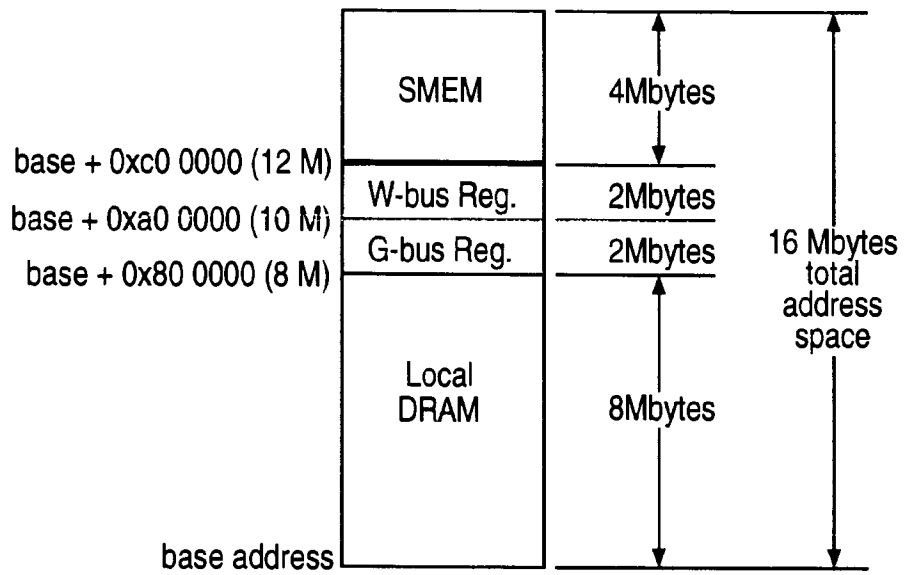 SMEM
4Mbytes
base + 0xc0 0000 (12 M)
W-bus Reg.
2Mbytes
base + 0xa0 0000 (10 M)
G-bus Reg.
2Mbytes
16 Mbytes
total
address
space
base + 0x80 0000 (8 M)
Local
DRAM
8Mbytes
base address